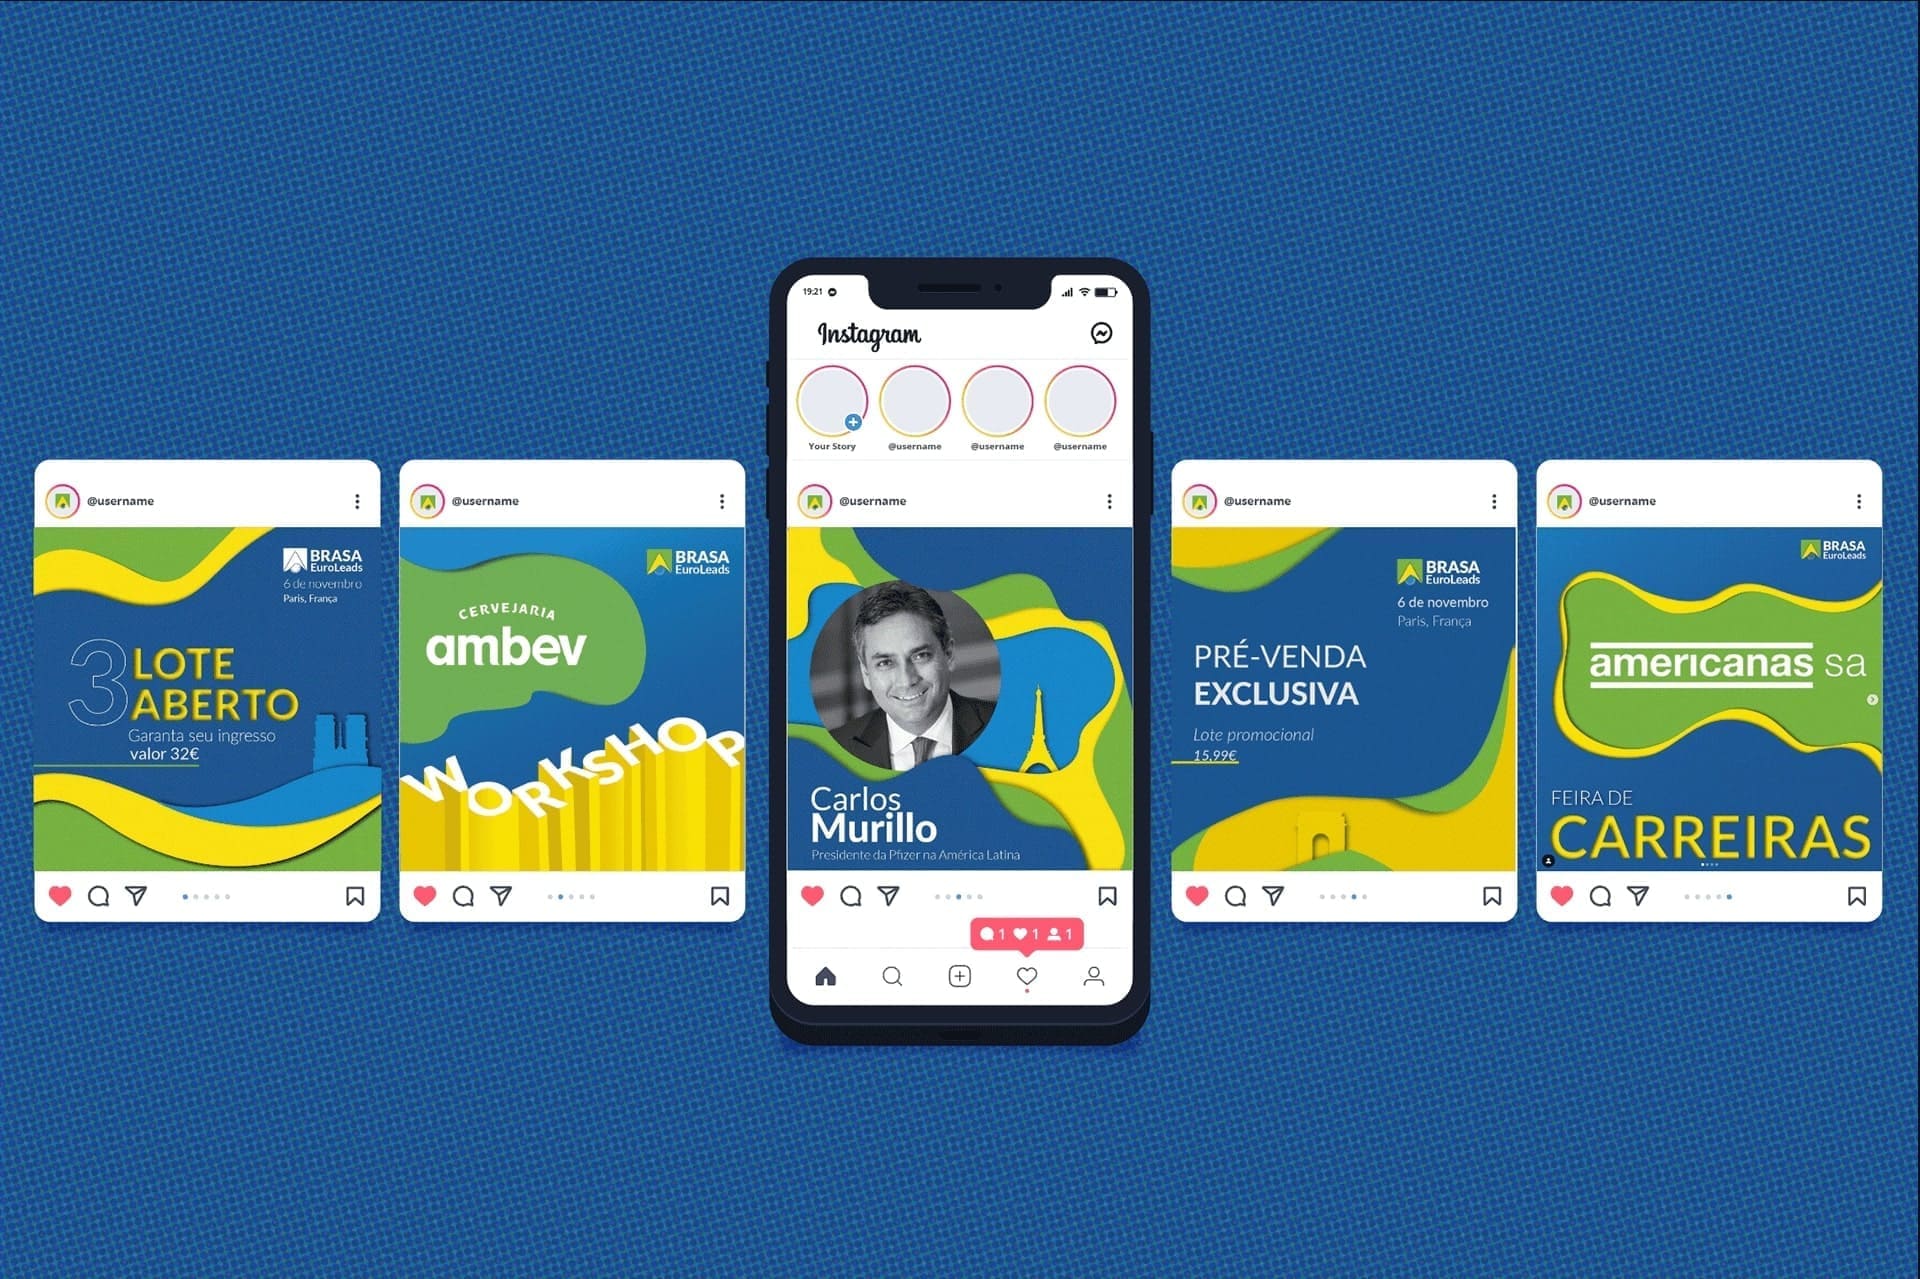 @username
BRASA
EuroLeads
6 de novembro
Paris, França
3 LOTE
ABERTO
Garanta seu ingresso
valor 32€
@username
BRASA
EuroLeads
CERVEJARIA
ambev
WORKSHOP
19:21
Instagram
Your Story
@username
@username
@username
@username
Carlos
Murillo
Presidente da Pfizer na América Latina
1 1 1
@username
BRASA
EuroLeads
6 de novembro
Paris, França
PRÉ-VENDA
EXCLUSIVA
Lote promocional
15,99€
@username
BRASA
EuroLeads
americanas sa
FEIRA DE
CARREIRAS